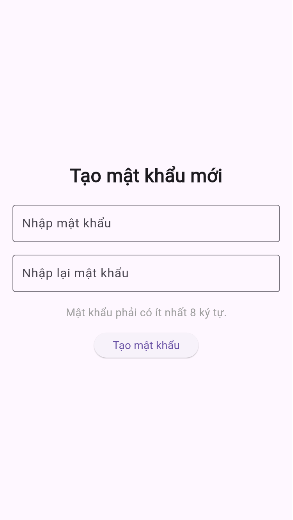 Tạo mật khẩu mới
Nhập mật khẩu
Nhập lại mật khẩu
Mật khẩu phải có ít nhất 8 ký tự.
Tạo mật khẩu